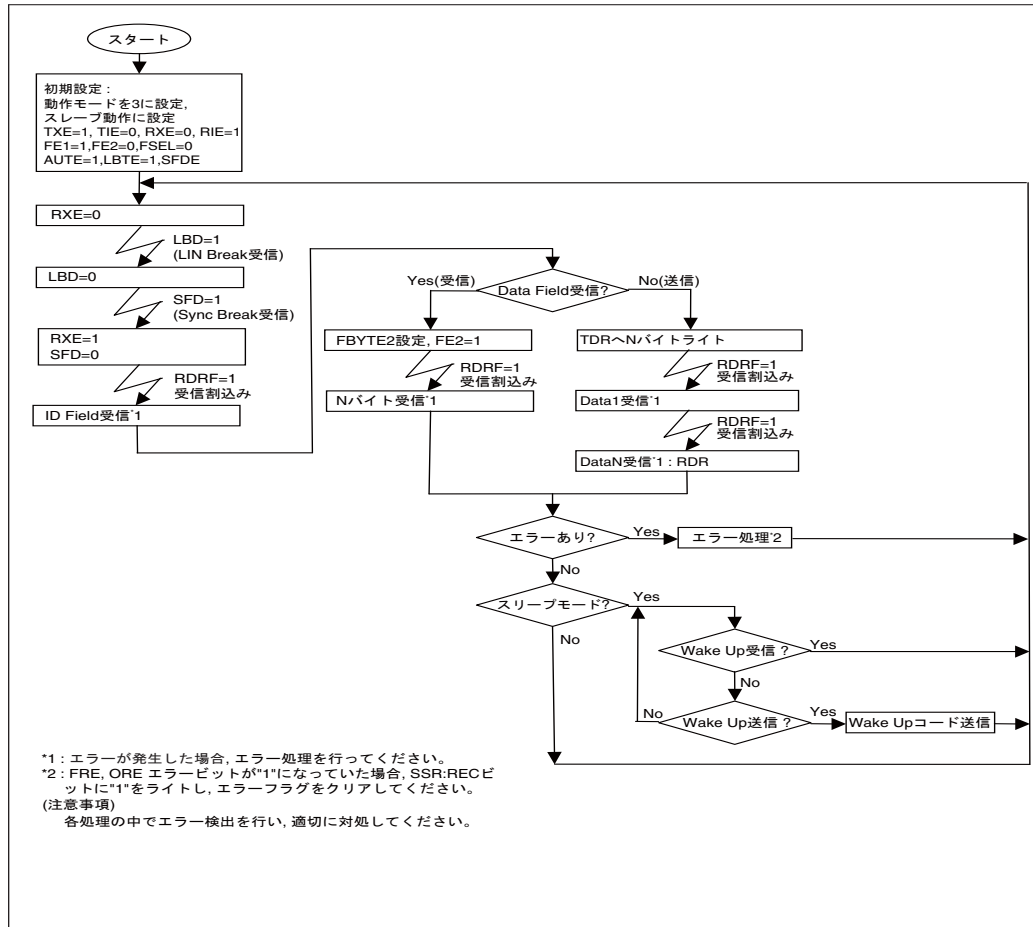 スタート
初期設定 :
動作モードを3に設定,
スレーブ動作に設定
TXE=1, TIE=0, RXE=0, RIE=1
FE1=1,FE2=0,FSEL=0
AUTE=1,LBTE=1,SFDE
RXE=0
LBD=1
(LIN Break受信)
LBD=0
SFD=1
(Sync Break受信)
RXE=1
SFD=0
RDRF=1
受信割込み
ID Field受信*1
Data Field受信?
Yes(受信)
No(送信)
FBYTE2設定, FE2=1
RDRF=1
受信割込み
Nバイト受信*1
TDRへNバイトライト
RDRF=1
受信割込み
Data1受信*1
RDRF=1
受信割込み
DataN受信*1 : RDR
エラーあり?
Yes
エラー処理*2
No
スリープモード?
Yes
No
Wake Up受信 ?
Yes
No
Wake Up送信 ?
No
Yes
Wake Upコード送信
*1 : エラーが発生した場合, エラー処理を行ってください。
*2 : FRE, ORE エラービットが"1"になっていた場合, SSR:RECビ
ットに"1"をライトし, エラーフラグをクリアしてください。
(注意事項)
各処理の中でエラー検出を行い, 適切に対処してください。